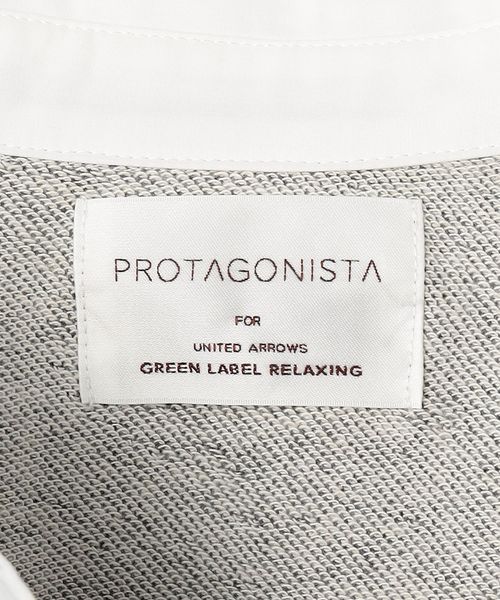 PROTAGONISTA
FOR
UNITED ARROWS
GREEN LABEL RELAXING